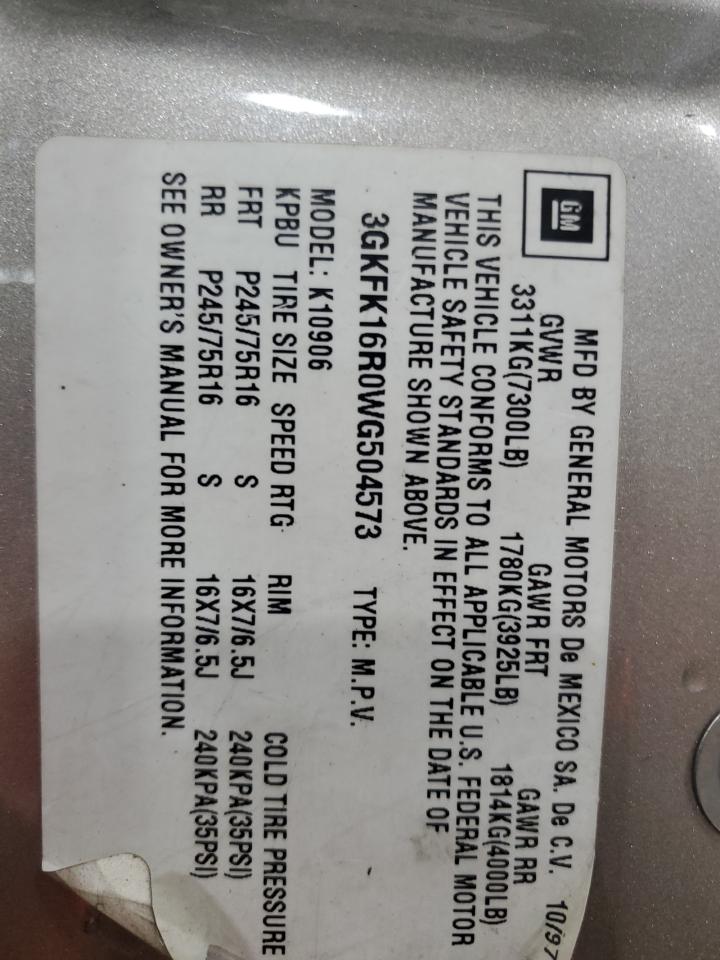 GM
MFD BY GENERAL MOTORS De MEXICO SA. De C.V. 10/97
GVWR GAWR FRT GAWR RR
3311KG(7300LB) 1780KG(3925LB) 1814KG(4000LB)
THIS VEHICLE CONFORMS TO ALL APPLICABLE U.S. FEDERAL MOTOR
VEHICLE SAFETY STANDARDS IN EFFECT ON THE DATE OF
MANUFACTURE SHOWN ABOVE.
3GKFK16R0WG504573 TYPE: M.P.V.
MODEL: K10906
KPBU TIRE SIZE SPEED RTG RIM COLD TIRE PRESSURE
FRT P245/75R16 S 16X7/6.5J 240KPA(35PSI)
RR P245/75R16 S 16X7/6.5J 240KPA(35PSI)
SEE OWNER'S MANUAL FOR MORE INFORMATION.